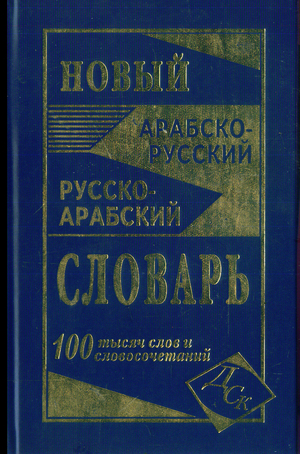 НОВЫЙ
АРАБСКО-
РУССКИЙ
РУССКО-
АРАБСКИЙ
СЛОВАРЬ
100 тысяч слов и
словосочетаний
ДСК